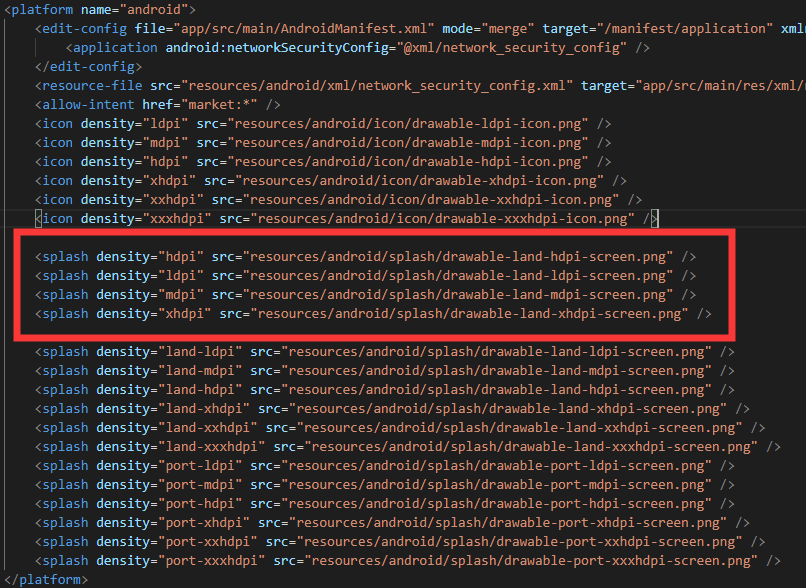 <platform name="android">
<edit-config file="app/src/main/AndroidManifest.xml" mode="merge" target="/manifest/application"
<application android:networkSecurityConfig="@xml/network_security_config" />
</edit-config>
<resource-file src="resources/android/xml/network_security_config.xml" target="app/src/main/res/xml/
<allow-intent href="market:*" />
<icon density="ldpi" src="resources/android/icon/drawable-ldpi-icon.png" />
<icon density="mdpi" src="resources/android/icon/drawable-mdpi-icon.png" />
<icon density="hdpi" src="resources/android/icon/drawable-hdpi-icon.png" />
<icon density="xhdpi" src="resources/android/icon/drawable-xhdpi-icon.png" />
<icon density="xxhdpi" src="resources/android/icon/drawable-xxhdpi-icon.png" />
<icon density="xxxhdpi" src="resources/android/icon/drawable-xxxhdpi-icon.png" />
<splash density="hdpi" src="resources/android/splash/drawable-land-hdpi-screen.png" />
<splash density="ldpi" src="resources/android/splash/drawable-land-ldpi-screen.png" />
<splash density="mdpi" src="resources/android/splash/drawable-land-mdpi-screen.png" />
<splash density="xhdpi" src="resources/android/splash/drawable-land-xhdpi-screen.png" />
<splash density="land-ldpi" src="resources/android/splash/drawable-land-ldpi-screen.png" />
<splash density="land-mdpi" src="resources/android/splash/drawable-land-mdpi-screen.png" />
<splash density="land-hdpi" src="resources/android/splash/drawable-land-hdpi-screen.png" />
<splash density="land-xhdpi" src="resources/android/splash/drawable-land-xhdpi-screen.png" />
<splash density="land-xxhdpi" src="resources/android/splash/drawable-land-xxhdpi-screen.png" />
<splash density="land-xxxhdpi" src="resources/android/splash/drawable-land-xxxhdpi-screen.png" />
<splash density="port-ldpi" src="resources/android/splash/drawable-port-ldpi-screen.png" />
<splash density="port-mdpi" src="resources/android/splash/drawable-port-mdpi-screen.png" />
<splash density="port-hdpi" src="resources/android/splash/drawable-port-hdpi-screen.png" />
<splash density="port-xhdpi" src="resources/android/splash/drawable-port-xhdpi-screen.png" />
<splash density="port-xxhdpi" src="resources/android/splash/drawable-port-xxhdpi-screen.png" />
<splash density="port-xxxhdpi" src="resources/android/splash/drawable-port-xxxhdpi-screen.png" />
</platform>